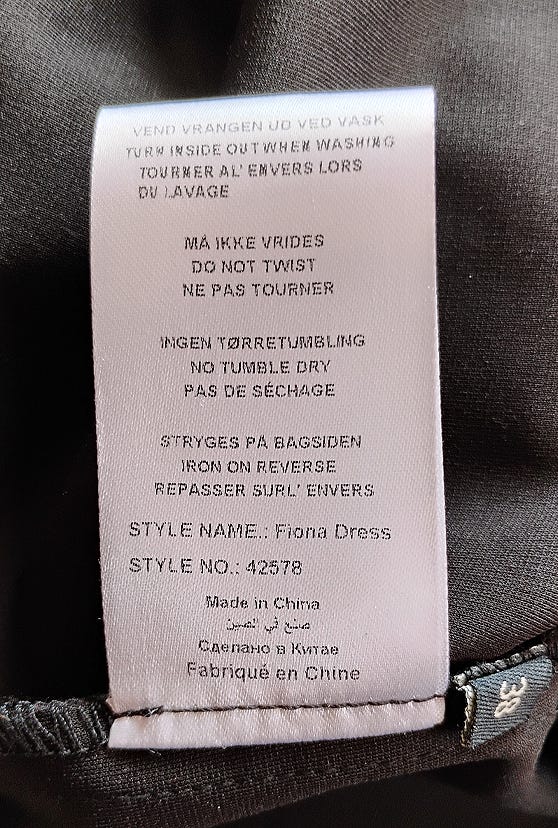 VEND VRANGEN UD VED VASK
TURN INSIDE OUT WHEN WASHING
TOURNER AL' ENVERS LORS
DU LAVAGE
MÅ IKKE VRIDES
DO NOT TWIST
NE PAS TOURNER
INGEN TØRRETUMBLING
NO TUMBLE DRY
PAS DE SÉCHAGE
STRYGES PÅ BAGSIDEN
IRON ON REVERSE
REPASSER SURL' ENVERS
STYLE NAME.: Fiona Dress
STYLE NO.: 42578
Made in China
صنع في الصين
Сделано в Китае
Fabriqué en Chine
38